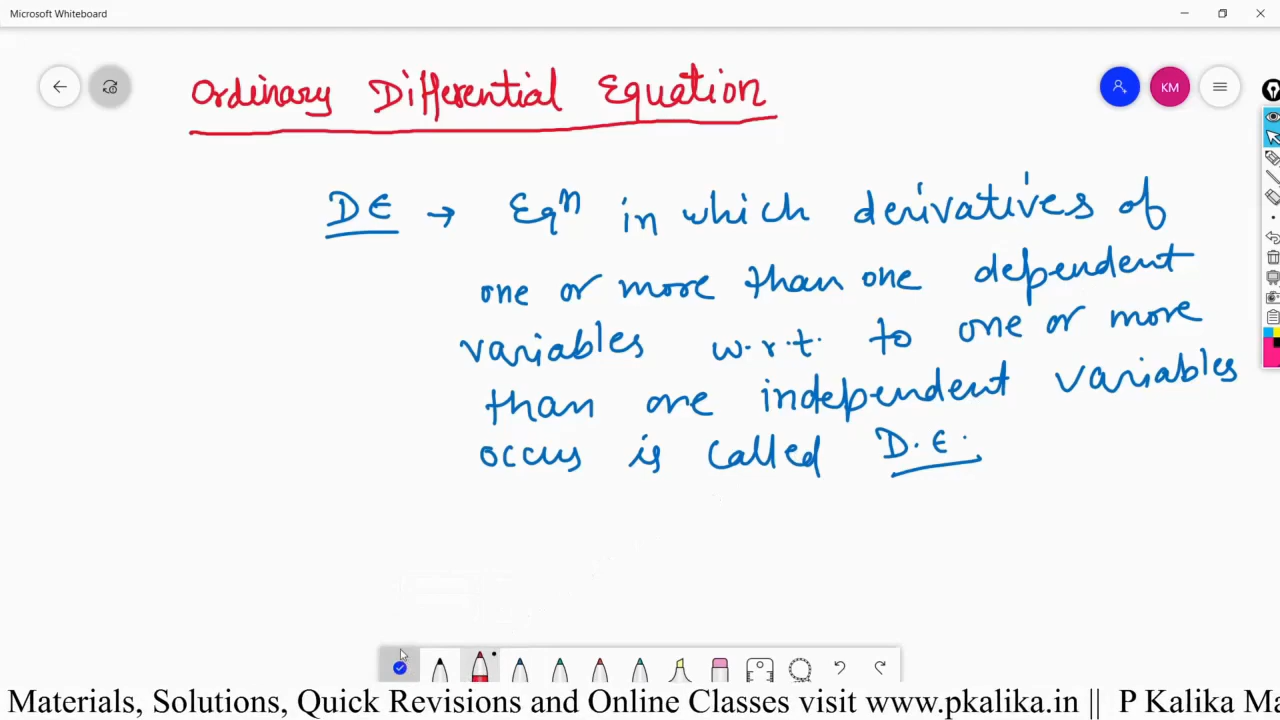 Microsoft Whiteboard
Ordinary Differential Equation
KM
DE → Eqn in which derivatives of
one or more than one dependent
variables w.r.t. to one or more
than one independent variables
occus is called D.E.
Materials, Solutions, Quick Revisions and Online Classes visit www.pkalika.in || P Kalika Ma